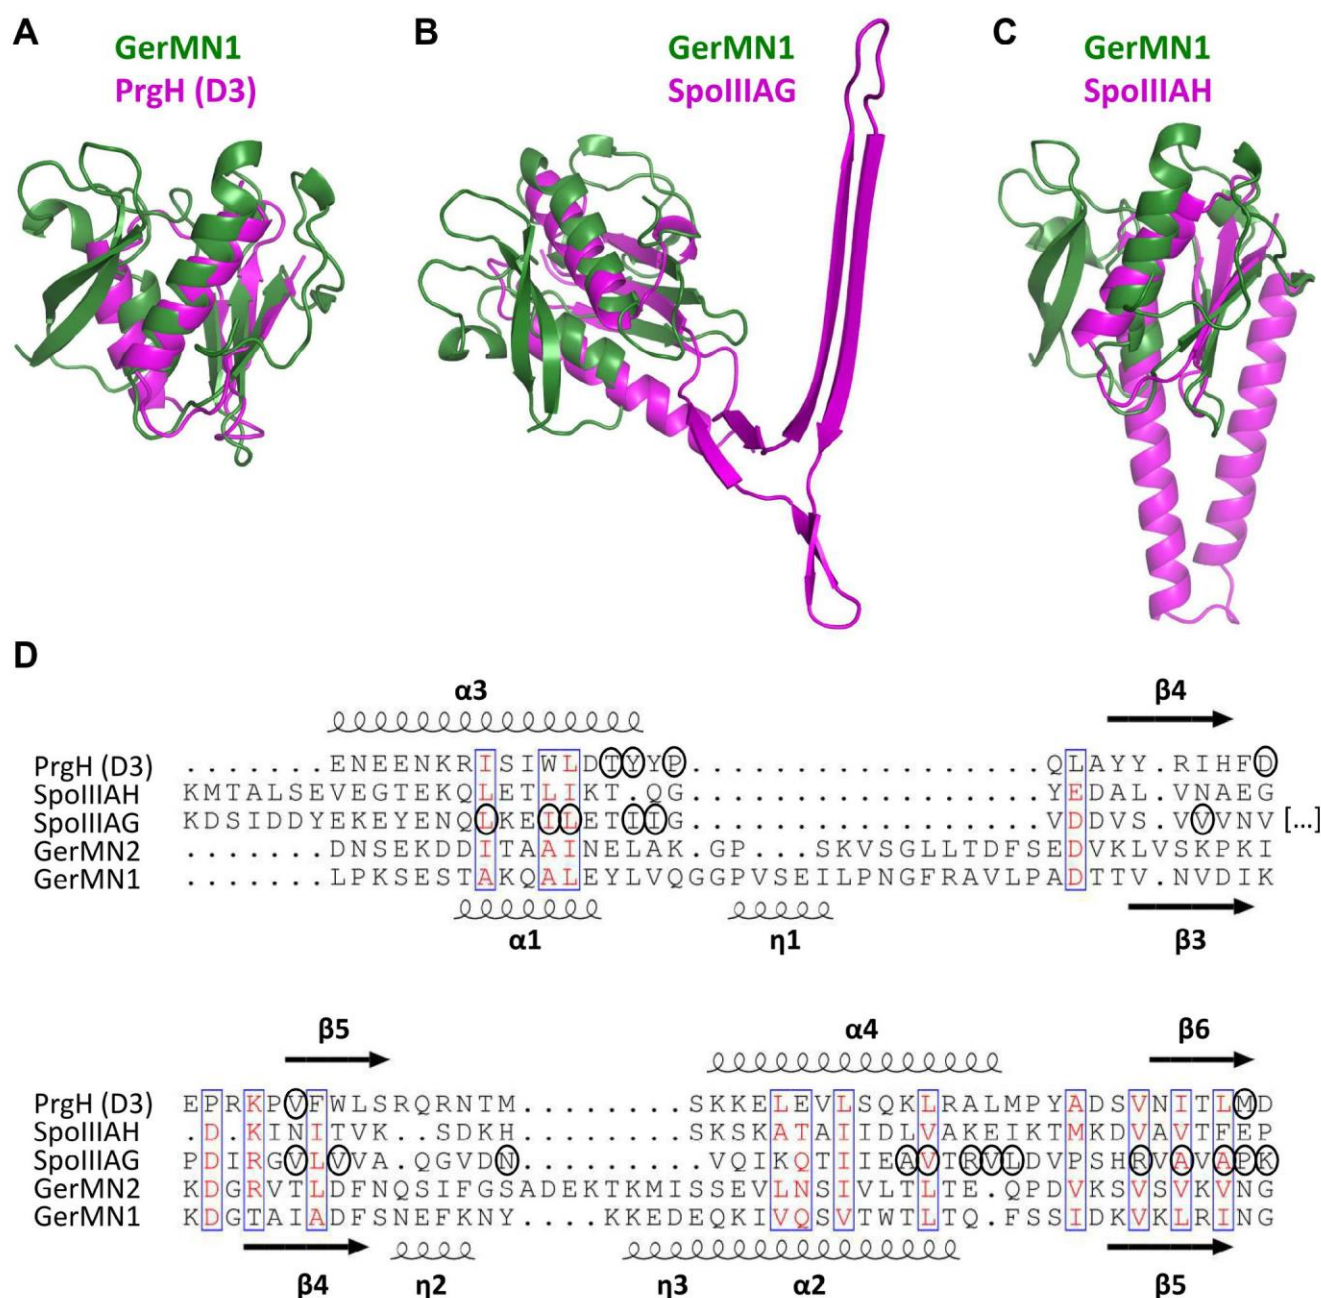 A
B
C
GerMN1
PrgH (D3)
GerMN1
SpoIIIAG
GerMN1
SpoIIIAH
D
α3 β4
PrgH (D3) .......ENEENKRISIWLDTYYP.................QLAYY.RIHFD
SpoIIIAH KMTALSEVEGTEKQLETLIKT.QG.................YEDAL.VNAEG
SpoIIIAG KDSIDDYEKEYENQLKEILETIIG.................VDDVS.VVVNV [...]
GerMN2 .......DNSEKDDITAAINELAK.GP...SKVSGLLTDFSEDVKLVSKPKI
GerMN1 .......LPKSESTAKQALEYLVQGGPVSEILPNGFRAVLPADTTV.NVDIK
α1 η1 β3
β5 α4 β6
PrgH (D3) EPRKPVFWLSRQRNTM........SKKELEVLSQKLRALMPYADSVNITLMD
SpoIIIAH .D.KINITVK..SDKH........SKSKATAIIDLVAKEIKTMKDVAVTFEP
SpoIIIAG PDIRGVLVVA.QGVDN.........VQIKQTIIEAV.RVLDVPSHRVAVAPK
GerMN2 KDGRVTLDFNQSIFGSADEKTKMISSEVLNSIVLTLTE.QPDVKSVSVKVNG
GerMN1 KDGTAIADFSNEFKNY....KKEDEQKIVQSVTWTLTQ.FSSIDKVKLRING
β4 η2 η3 α2 β5